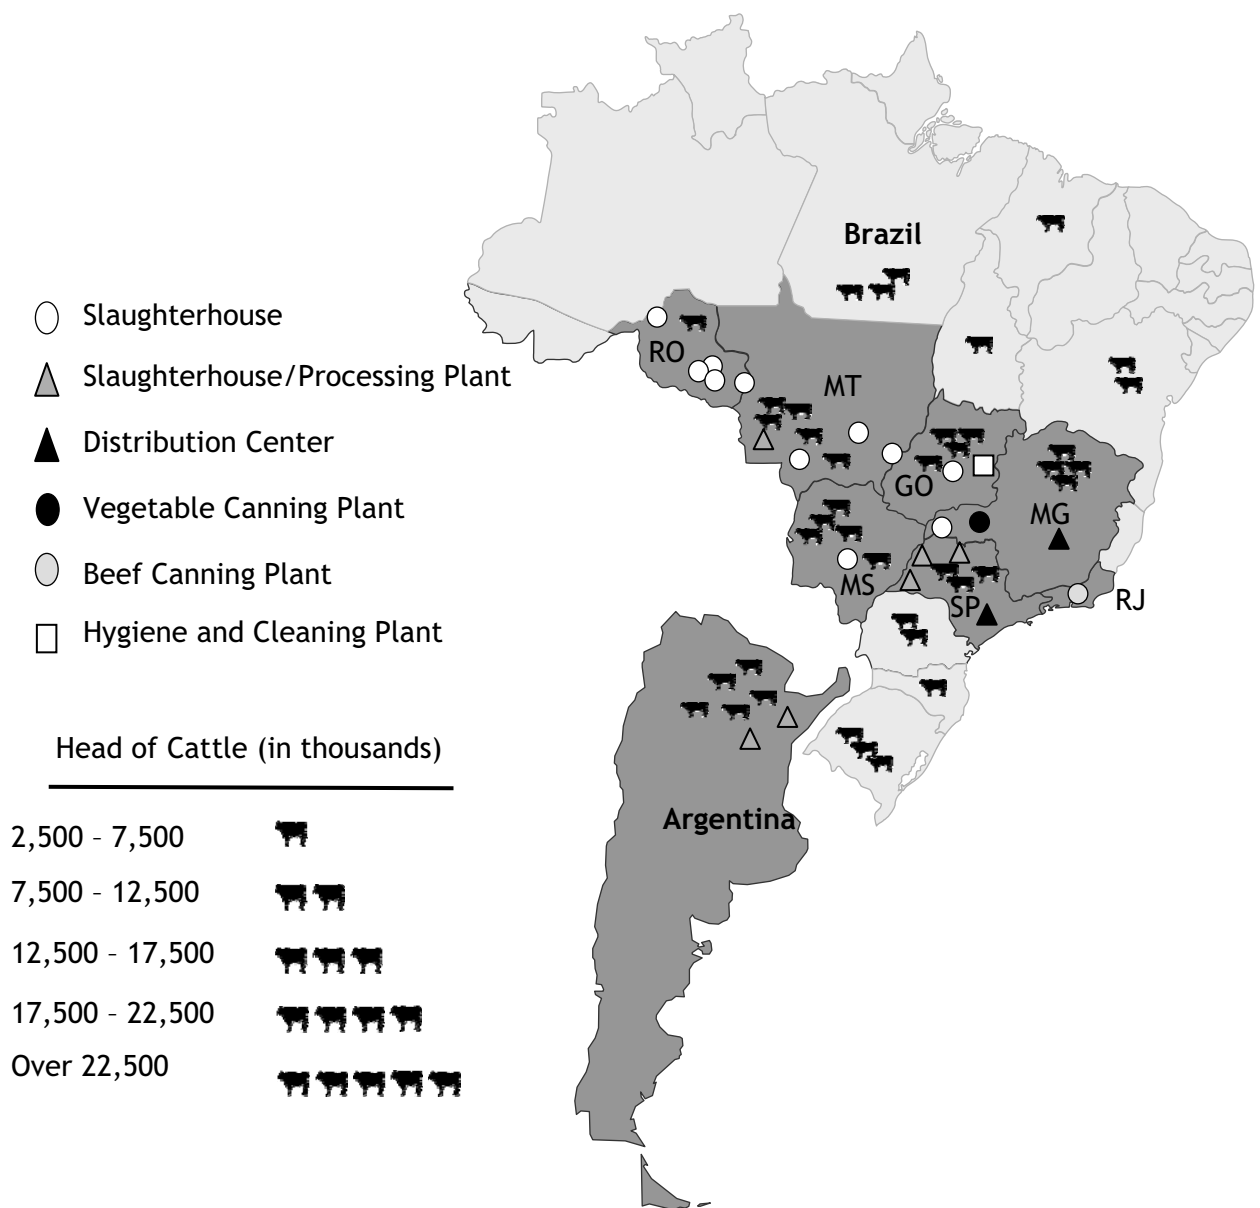 Brazil
Slaughterhouse
RO
Slaughterhouse/Processing Plant
MT
Distribution Center
GO
Vegetable Canning Plant
MG
Beef Canning Plant
MS
SP
RJ
Hygiene and Cleaning Plant
Head of Cattle (in thousands)
Argentina
2,500 – 7,500
7,500 – 12,500
12,500 – 17,500
17,500 – 22,500
Over 22,500